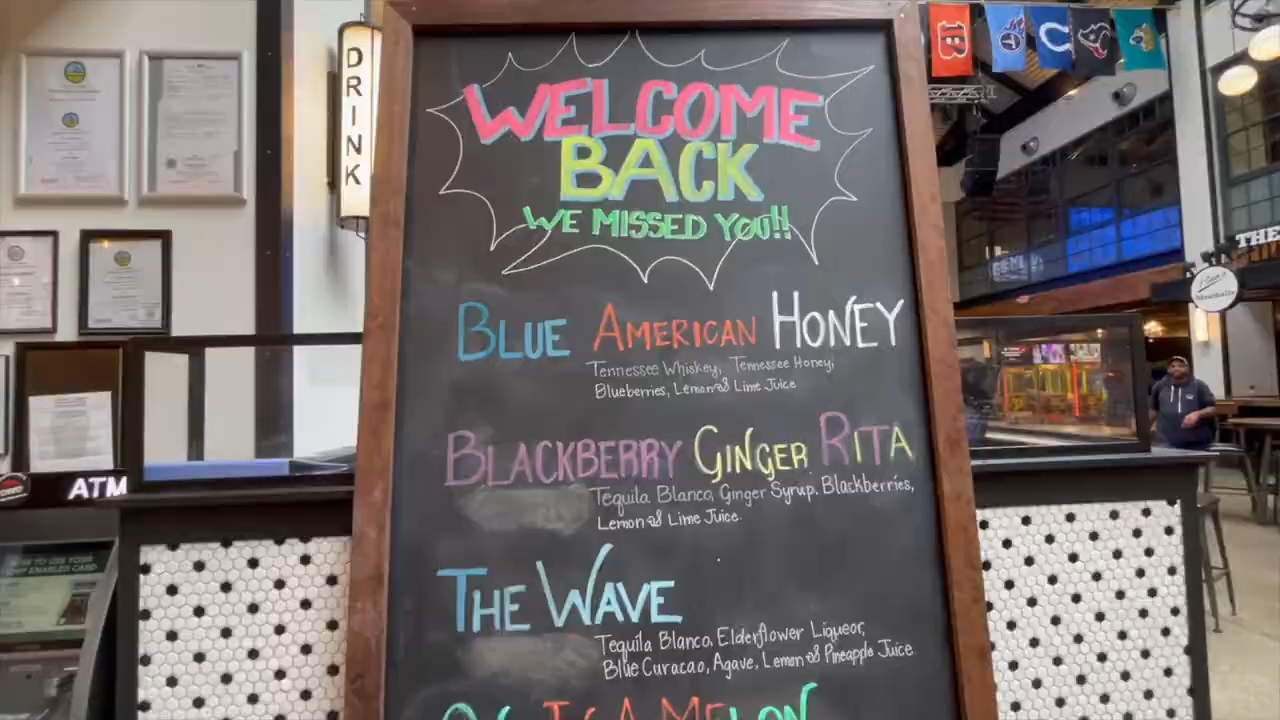 DRINK
WELCOME
BACK
WE MISSED YOU!!
BLUE AMERICAN HONEY
Tennessee Whiskey, Tennessee Honey,
Blueberries, Lemon & Lime Juice
BLACKBERRY GINGER RITA
Tequila Blanco, Ginger Syrup, Blackberries,
Lemon & Lime Juice
THE WAVE
Tequila Blanco, Elderflower Liqueur,
Blue Curacao, Agave, Lemon & Pineapple Juice
ATM
THE